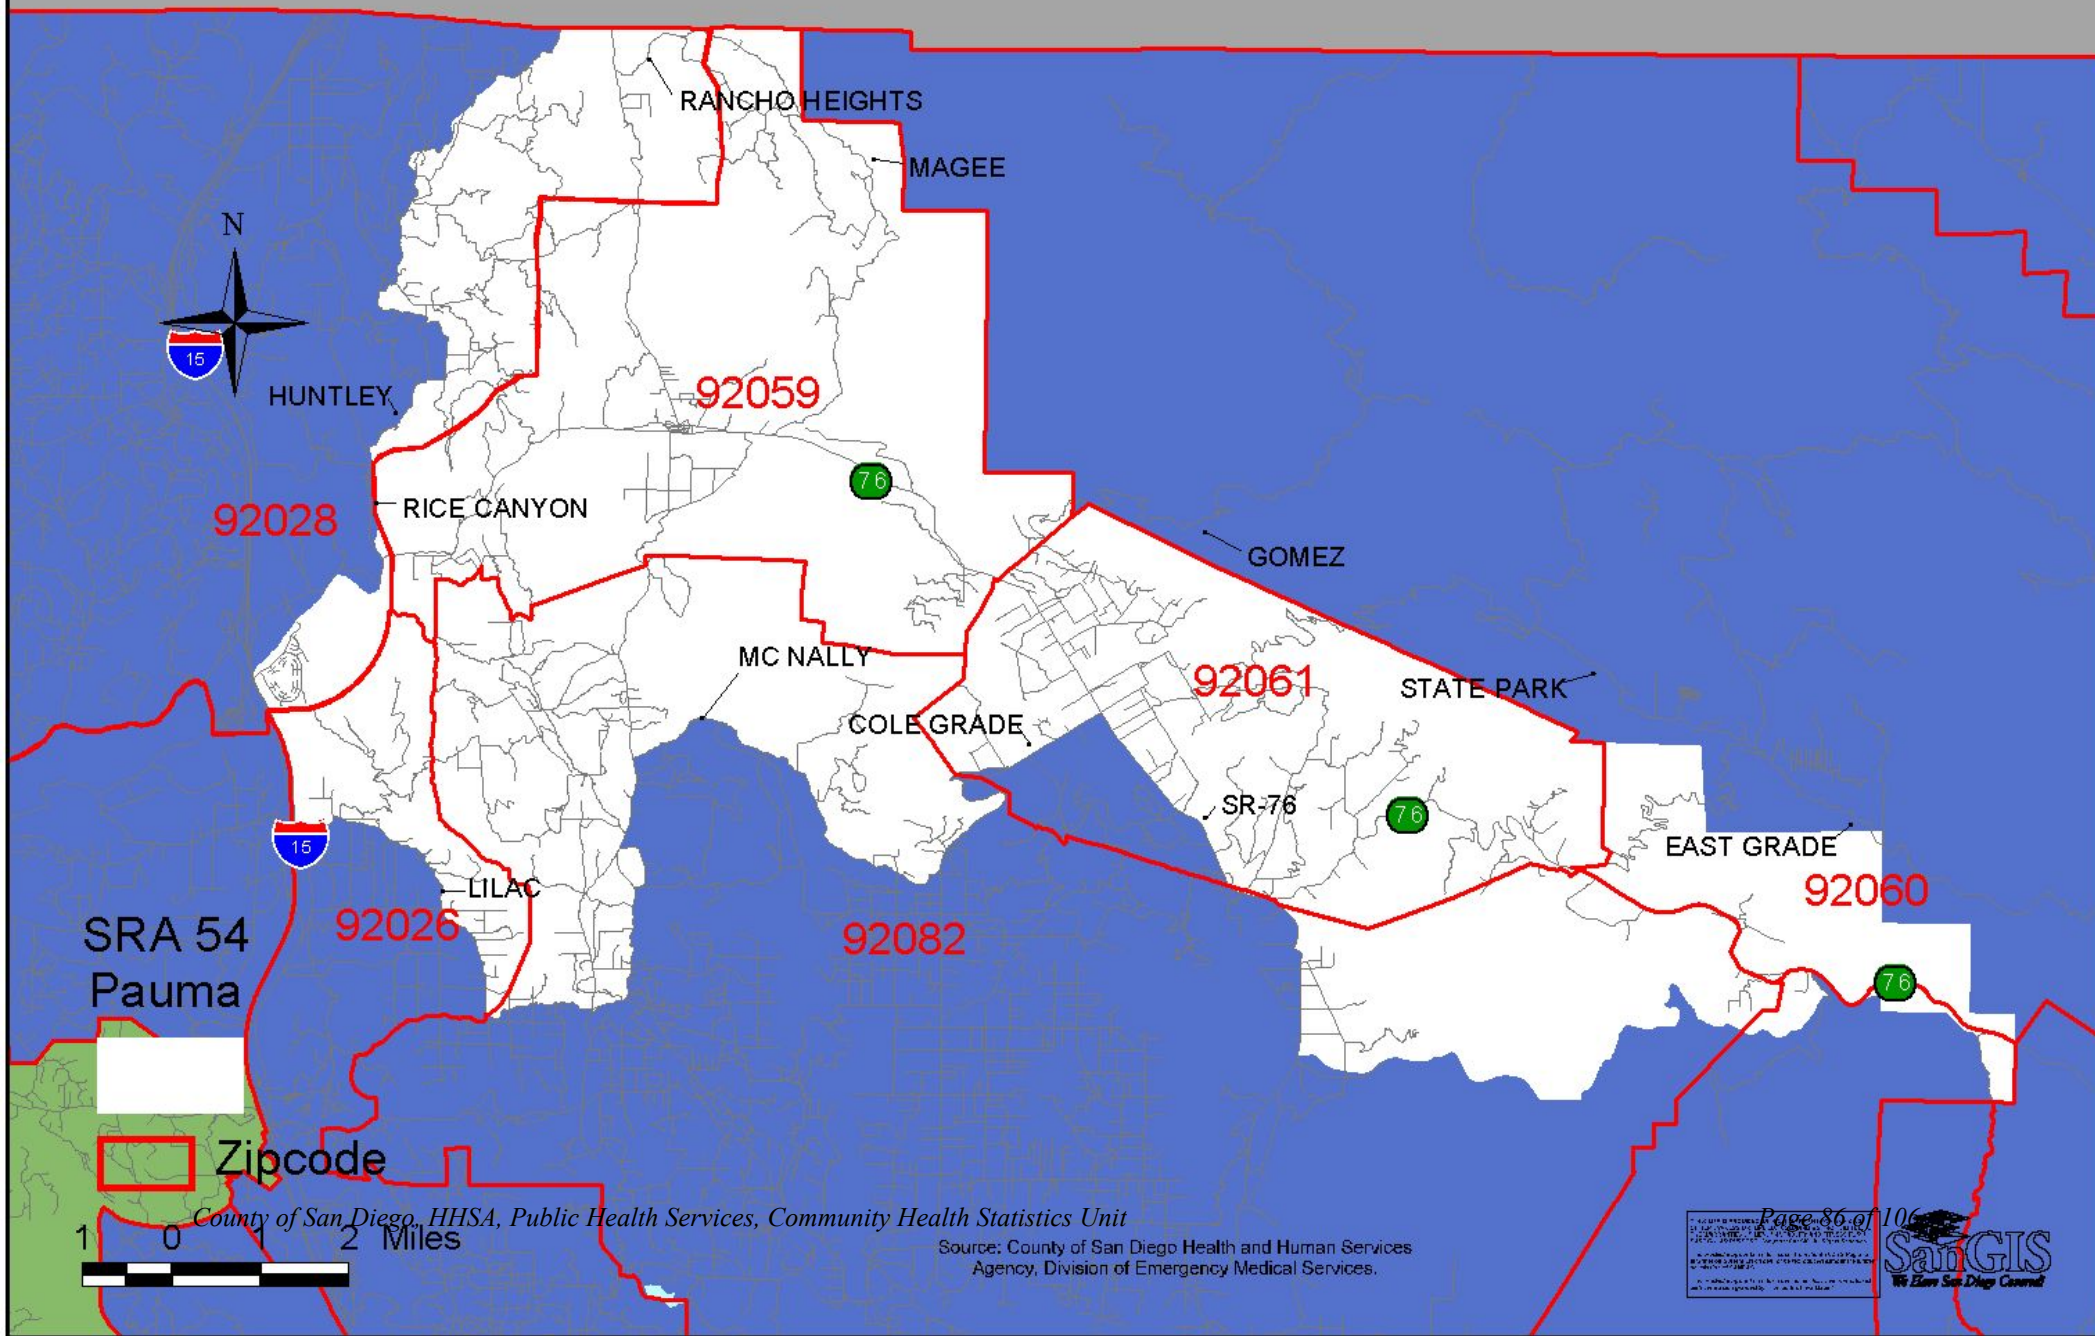 RANCHO HEIGHTS
MAGEE
N
15
HUNTLEY
92059
76
RICE CANYON
92028
GOMEZ
MC NALLY
92061
STATE PARK
COLE GRADE
SR-76
76
15
EAST GRADE
LILAC
92060
92026
92082
SRA 54
Pauma
76
Zipcode
County of San Diego, HHSA, Public Health Services, Community Health Statistics Unit
Page 86 of 106
1 0 1 2 Miles
Source: County of San Diego Health and Human Services
Agency, Division of Emergency Medical Services.
SanGIS
We Have San Diego Covered!